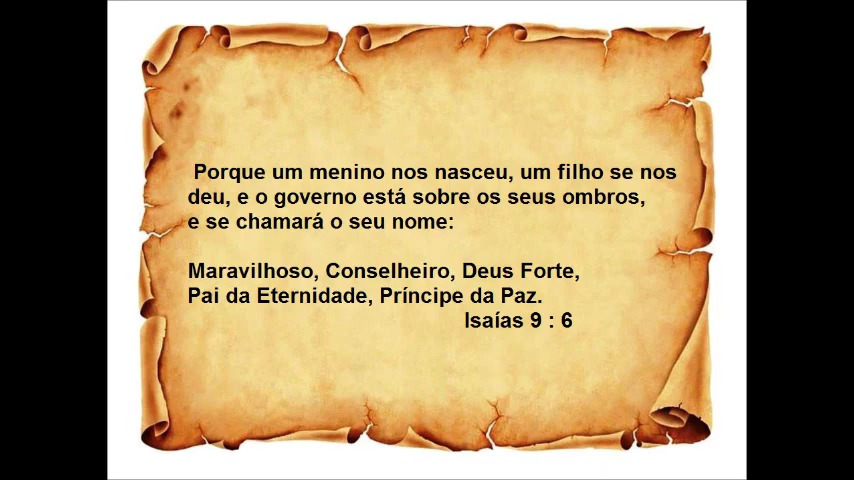 Porque um menino nos nasceu, um filho se nos
deu, e o governo está sobre os seus ombros,
e se chamará o seu nome:
Maravilhoso, Conselheiro, Deus Forte,
Pai da Eternidade, Príncipe da Paz.
Isaías 9 : 6